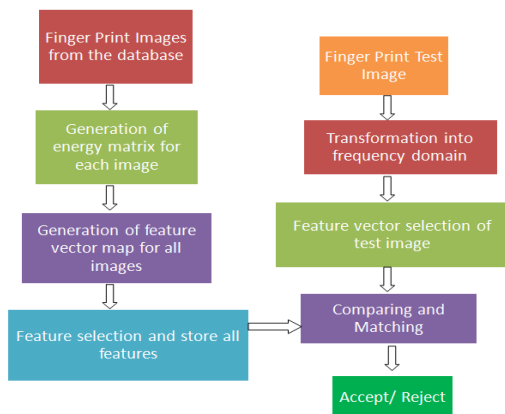 Finger Print Images
from the database
Generation of
energy matrix for
each image
Generation of feature
vector map for all
images
Feature selection and store all
features
Finger Print Test
Image
Transformation into
frequency domain
Feature vector selection of
test image
Comparing and
Matching
Accept/ Reject